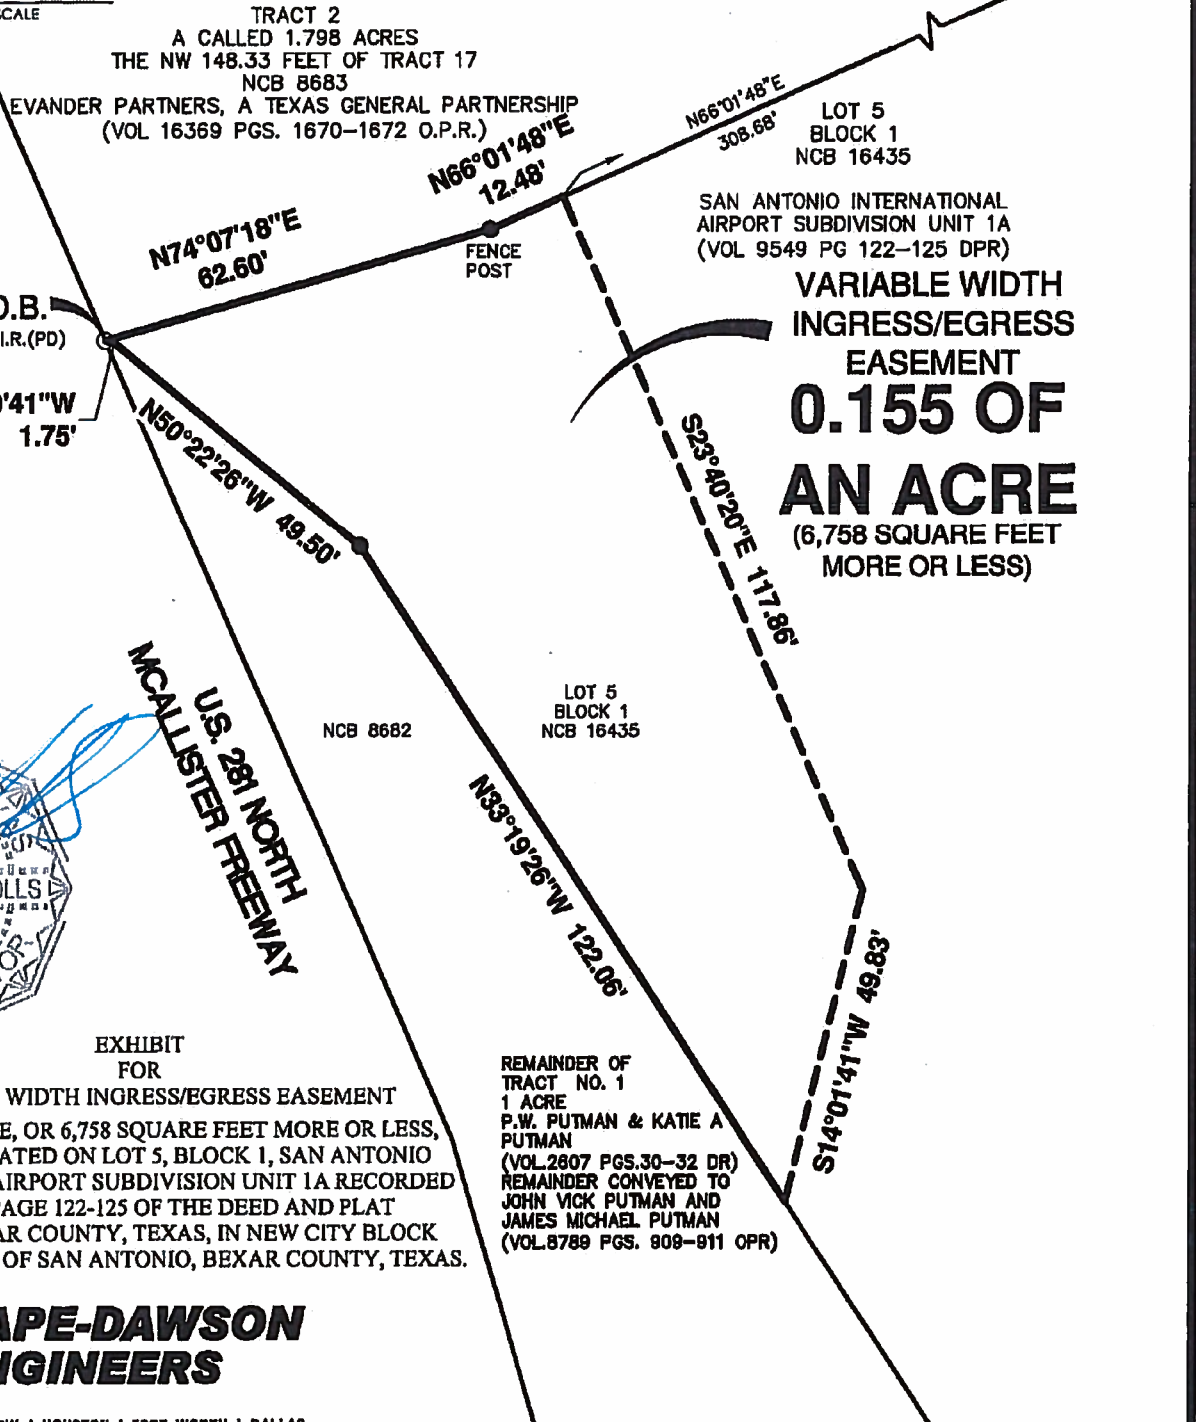 SCALE
TRACT 2
A CALLED 1.798 ACRES
THE NW 148.33 FEET OF TRACT 17
NCB 8683
EVANDER PARTNERS, A TEXAS GENERAL PARTNERSHIP
(VOL 16369 PGS. 1670-1672 O.P.R.)
N66°01'48"E
12.48'
N66°01'48"E
308.68'
LOT 5
BLOCK 1
NCB 16435
SAN ANTONIO INTERNATIONAL
AIRPORT SUBDIVISION UNIT 1A
(VOL 9549 PG 122-125 DPR)
N74°07'18"E
62.60'
FENCE
POST
VARIABLE WIDTH
INGRESS/EGRESS
EASEMENT
0.155 OF
AN ACRE
(6,758 SQUARE FEET
MORE OR LESS)
O.B.
I.R.(PD)
'41"W
1.75'
N50°22'26"W 49.50'
S23°40'20"E 117.86'
LOT 5
BLOCK 1
NCB 16435
NCB 8682
U.S. 281 NORTH
MCALLISTER FREEWAY
N33°19'26"W 122.06'
S14°01'41"W 49.83'
OLLS
EXHIBIT
FOR
WIDTH INGRESS/EGRESS EASEMENT
E, OR 6,758 SQUARE FEET MORE OR LESS,
ATED ON LOT 5, BLOCK 1, SAN ANTONIO
AIRPORT SUBDIVISION UNIT 1A RECORDED
PAGE 122-125 OF THE DEED AND PLAT
AR COUNTY, TEXAS, IN NEW CITY BLOCK
OF SAN ANTONIO, BEXAR COUNTY, TEXAS.
REMAINDER OF
TRACT NO. 1
1 ACRE
P.W. PUTMAN & KATIE A
PUTMAN
(VOL.2607 PGS.30-32 DR)
REMAINDER CONVEYED TO
JOHN VICK PUTMAN AND
JAMES MICHAEL PUTMAN
(VOL.8789 PGS. 909-911 OPR)
APE-DAWSON
NGINEERS